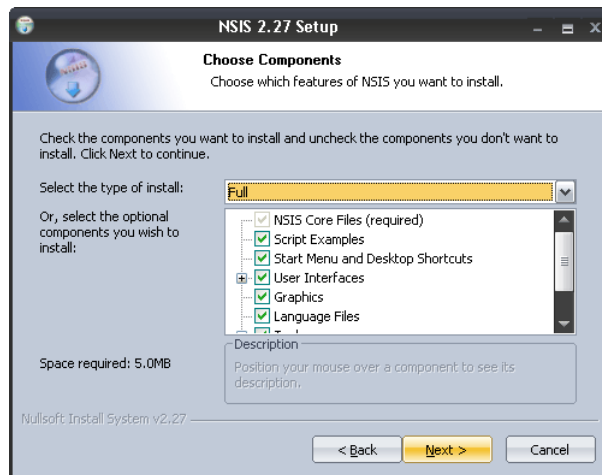 NSIS 2.27 Setup
Choose Components
Choose which features of NSIS you want to install.
Check the components you want to install and uncheck the components you don't want to
install. Click Next to continue.
Select the type of install:
Full
Or, select the optional
components you wish to
install:
NSIS Core Files (required)
Script Examples
Start Menu and Desktop Shortcuts
User Interfaces
Graphics
Language Files
Space required: 5.0MB
Description
Position your mouse over a component to see its
description.
Nullsoft Install System v2.27
< Back
Next >
Cancel